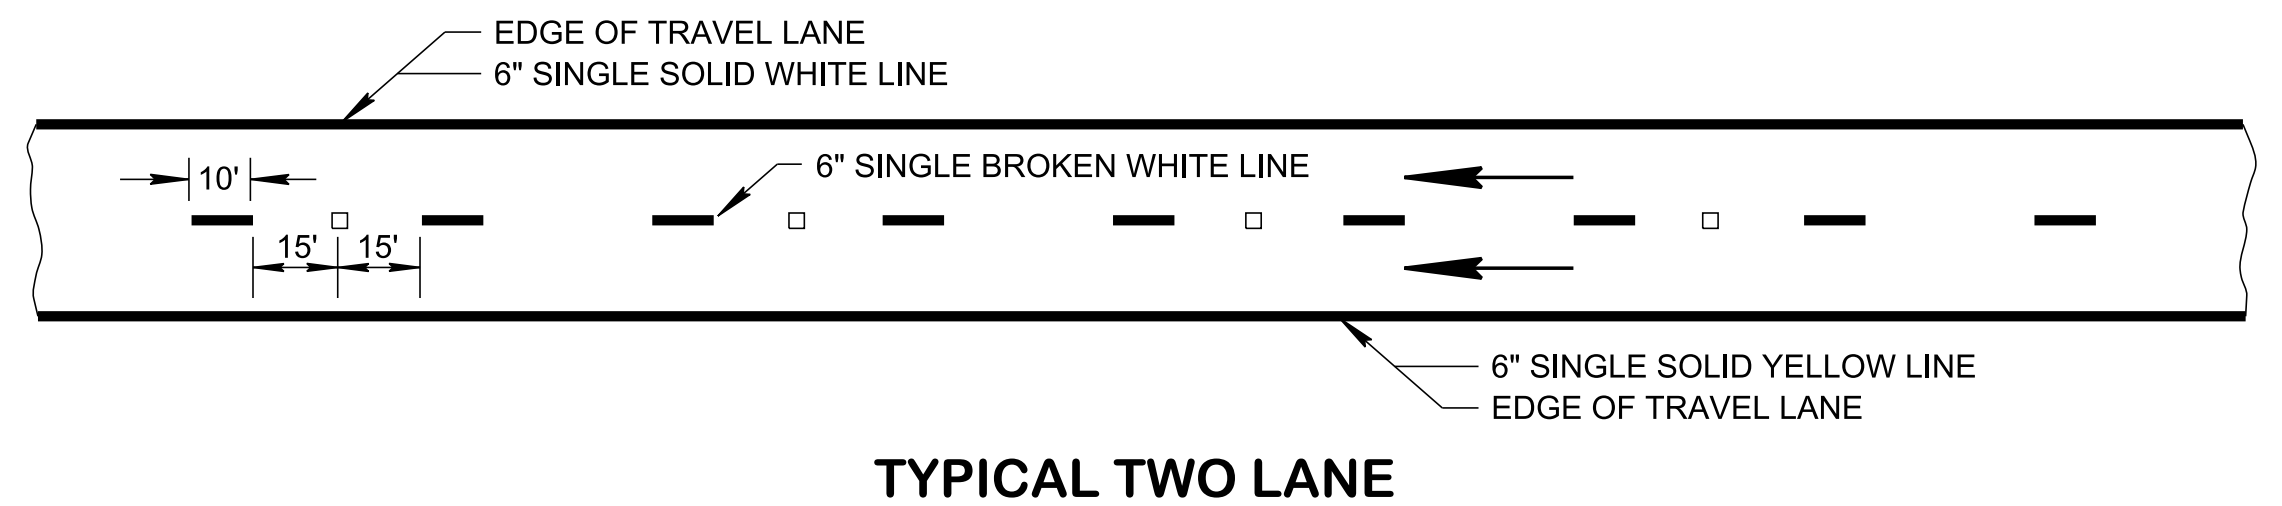 EDGE OF TRAVEL LANE
6" SINGLE SOLID WHITE LINE
10'
6" SINGLE BROKEN WHITE LINE
15' 15'
6" SINGLE SOLID YELLOW LINE
EDGE OF TRAVEL LANE
TYPICAL TWO LANE